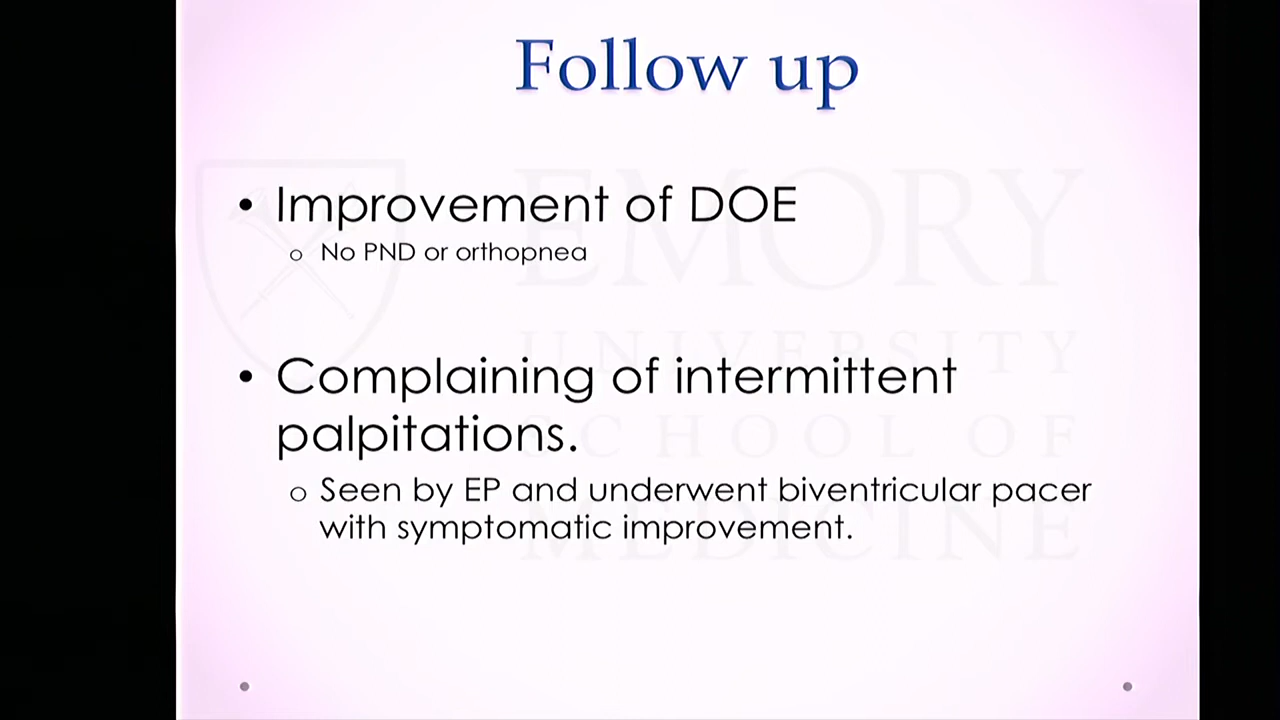 Follow up
• Improvement of DOE
o No PND or orthopnea
• Complaining of intermittent
palpitations.
o Seen by EP and underwent biventricular pacer
with symptomatic improvement.
EMORY
UNIVERSITY
SCHOOL OF
MEDICINE